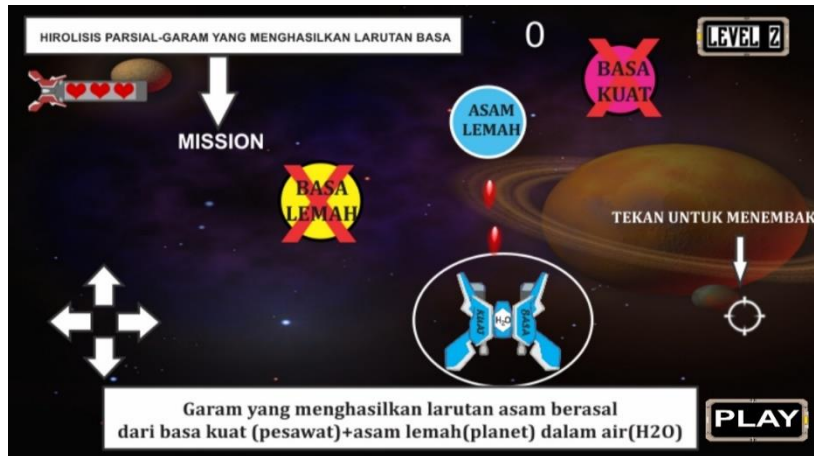 HIROLISIS PARSIAL-GARAM YANG MENGHASILKAN LARUTAN BASA
0
LEVEL 2
MISSION
BASA
KUAT
ASAM
LEMAH
BASA
LEMAH
TEKAN UNTUK MENEMBAK
KUAT
H2O
BASA
Garam yang menghasilkan larutan asam berasal
dari basa kuat (pesawat)+asam lemah(planet) dalam air(H2O)
PLAY